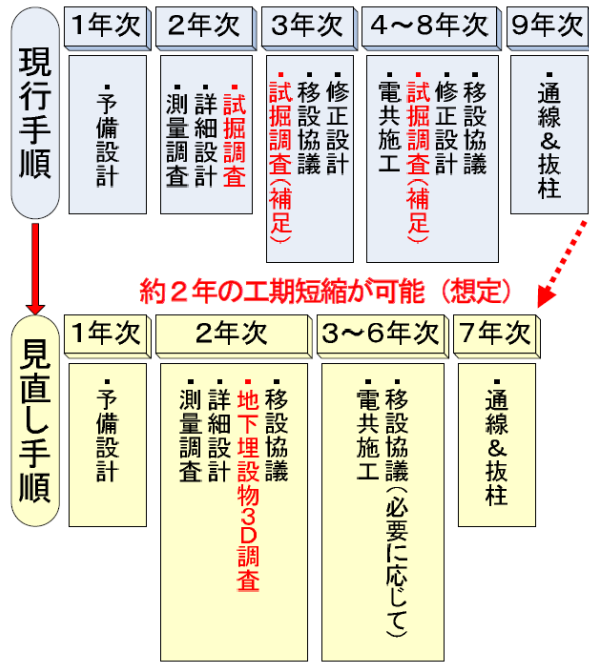 現行手順
1年次
・予備設計
2年次
・測量調査
・詳細設計
・試掘調査
3年次
・試掘調査(補足)
・移設協議
・修正設計
4～8年次
・電共施工
・試掘調査(補足)
・修正設計
・移設協議
9年次
・通線&抜柱
約2年の工期短縮が可能（想定）
見直し手順
1年次
・予備設計
2年次
・測量調査
・詳細設計
・地下埋設物3D調査
・移設協議
3～6年次
・電共施工
・移設協議(必要に応じて)
7年次
・通線&抜柱